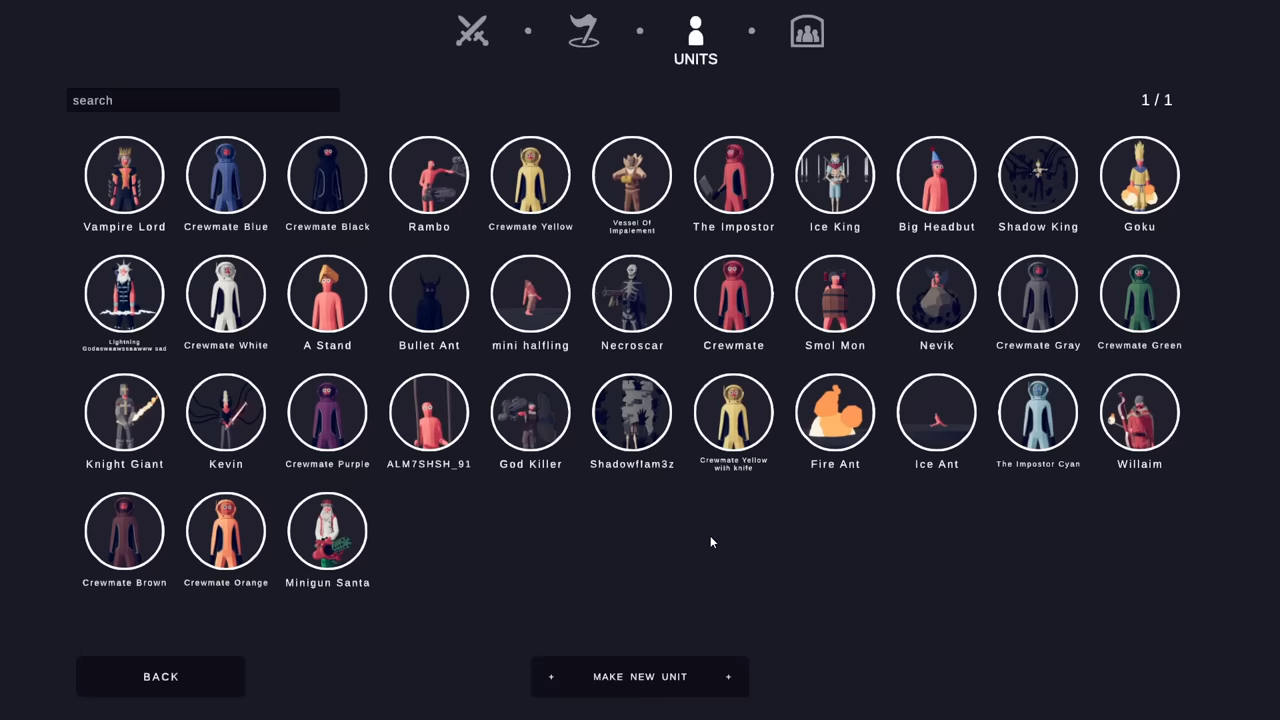 UNITS
search
1 / 1
Vampire Lord
Crewmate Blue
Crewmate Black
Rambo
Crewmate Yellow
Vessel Of
Impalement
The Impostor
Ice King
Big Headbut
Shadow King
Goku
Lightning
Godaswaawssaawww sad
Crewmate White
A Stand
Bullet Ant
mini halfling
Necroscar
Crewmate
Smol Mon
Nevik
Crewmate Gray
Crewmate Green
Knight Giant
Kevin
Crewmate Purple
ALM7SHSH_91
God Killer
Shadowflam3z
Crewmate Yellow
with knife
Fire Ant
Ice Ant
The Impostor Cyan
Willaim
Crewmate Brown
Crewmate Orange
Minigun Santa
BACK
+ MAKE NEW UNIT +